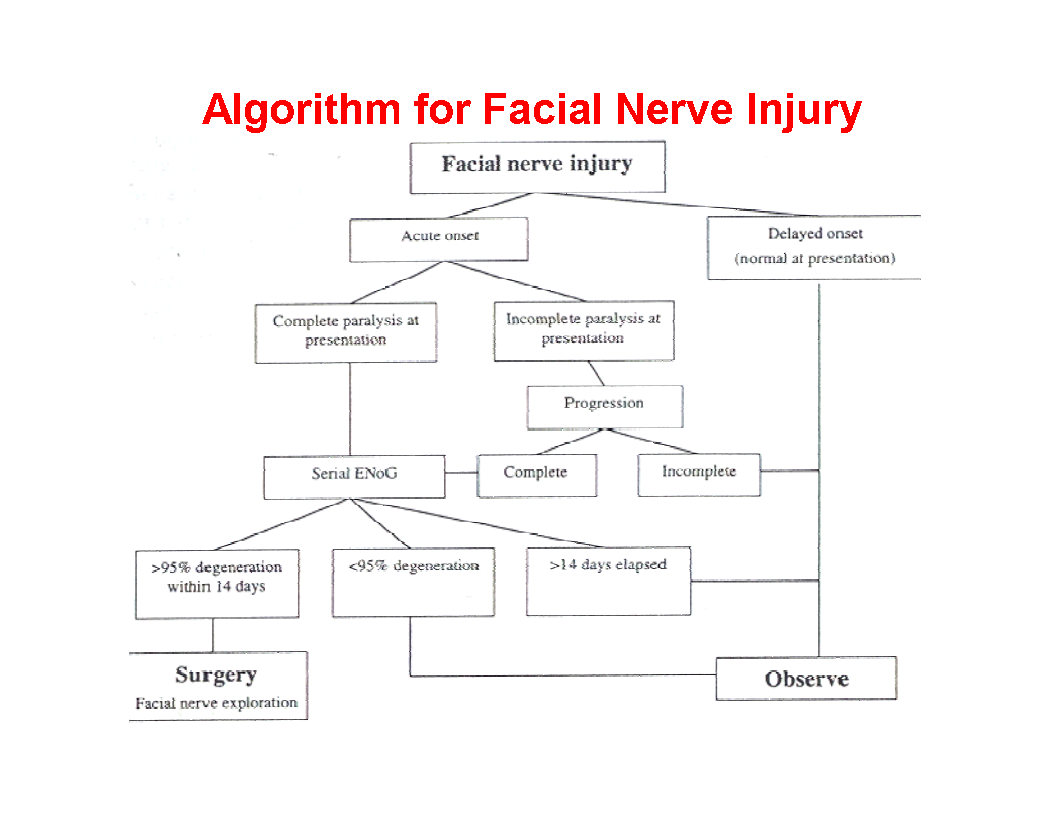 Algorithm for Facial Nerve Injury
Facial nerve injury
Acute onset
Delayed onset
(normal at presentation)
Complete paralysis at
presentation
Incomplete paralysis at
presentation
Progression
Serial ENoG
Complete
Incomplete
>95% degeneration
within 14 days
<95% degeneration
>14 days elapsed
Surgery
Facial nerve exploration
Observe